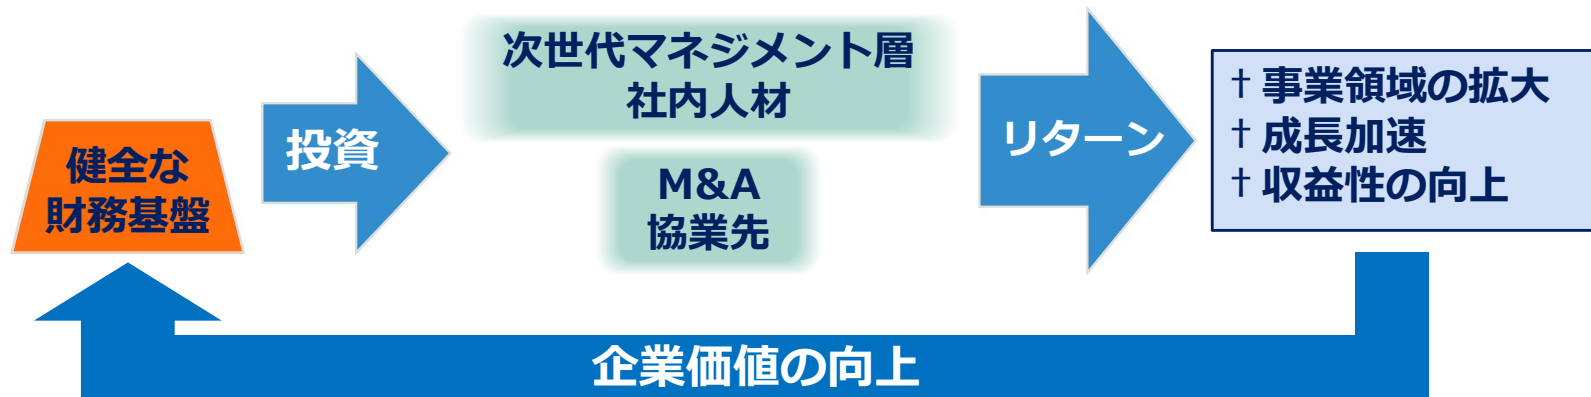 健全な
財務基盤
投資
次世代マネジメント層
社内人材
M&A
協業先
リターン
† 事業領域の拡大
† 成長加速
† 収益性の向上
企業価値の向上